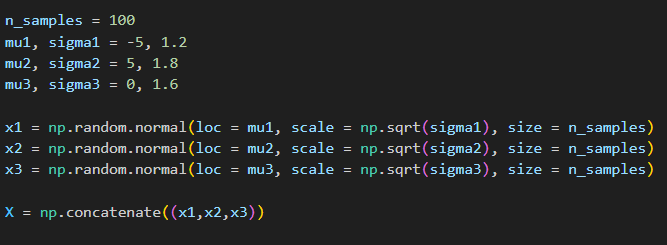 n_samples = 100
mu1, sigma1 = -5, 1.2
mu2, sigma2 = 5, 1.8
mu3, sigma3 = 0, 1.6
x1 = np.random.normal(loc = mu1, scale = np.sqrt(sigma1), size = n_samples)
x2 = np.random.normal(loc = mu2, scale = np.sqrt(sigma2), size = n_samples)
x3 = np.random.normal(loc = mu3, scale = np.sqrt(sigma3), size = n_samples)
X = np.concatenate((x1,x2,x3))